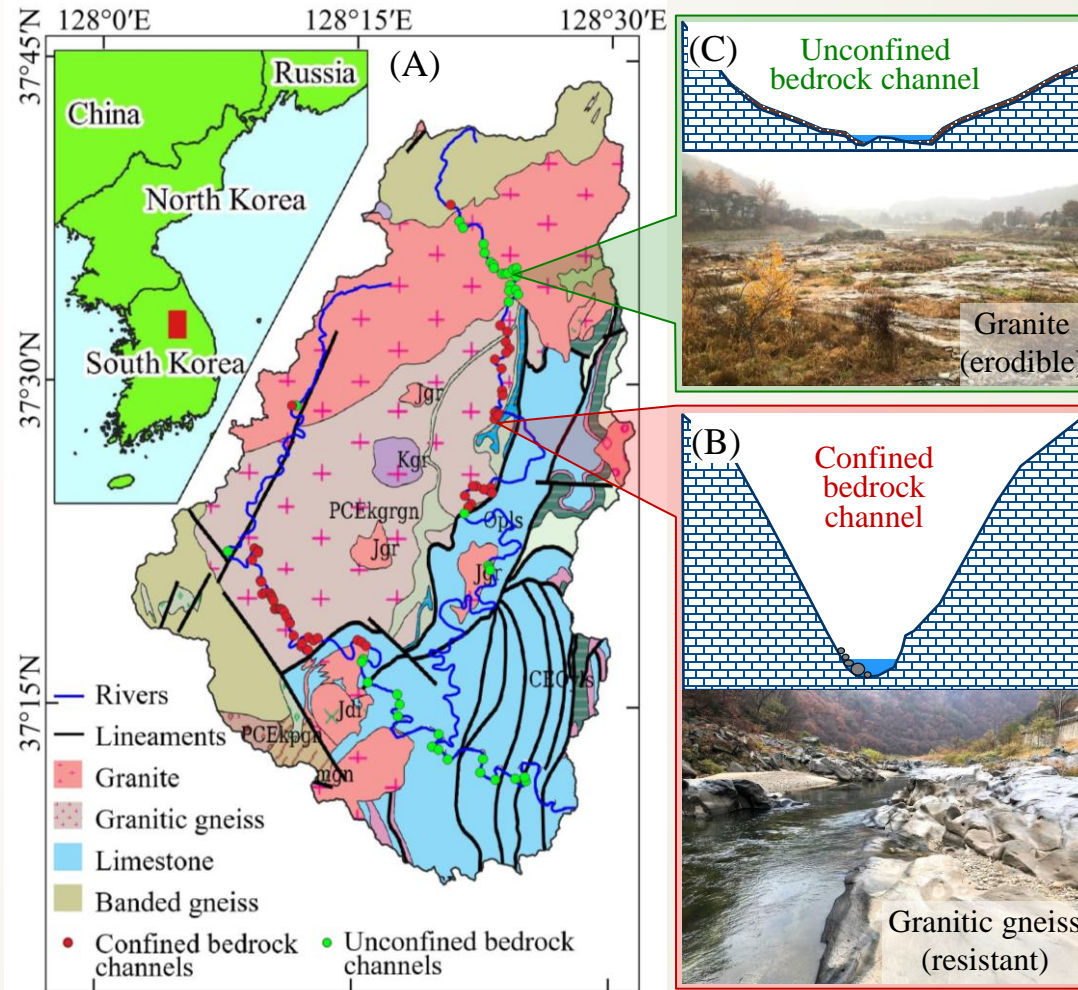 128°0′E
128°15′E
128°30′E
37°45′N
37°30′N
37°15′N
(A)
Russia
China
North Korea
South Korea
Jgr
Kgr
PCEkgrgn
Jgr
Opls
Jgr
CEOyls
Jdi
PCEkpgn
mgn
Rivers
Lineaments
Granite
Granitic gneiss
Limestone
Banded gneiss
Confined bedrock
channels
Unconfined bedrock
channels
(C)
Unconfined
bedrock channel
Granite
(erodible)
(B)
Confined
bedrock
channel
Granitic gneiss
(resistant)